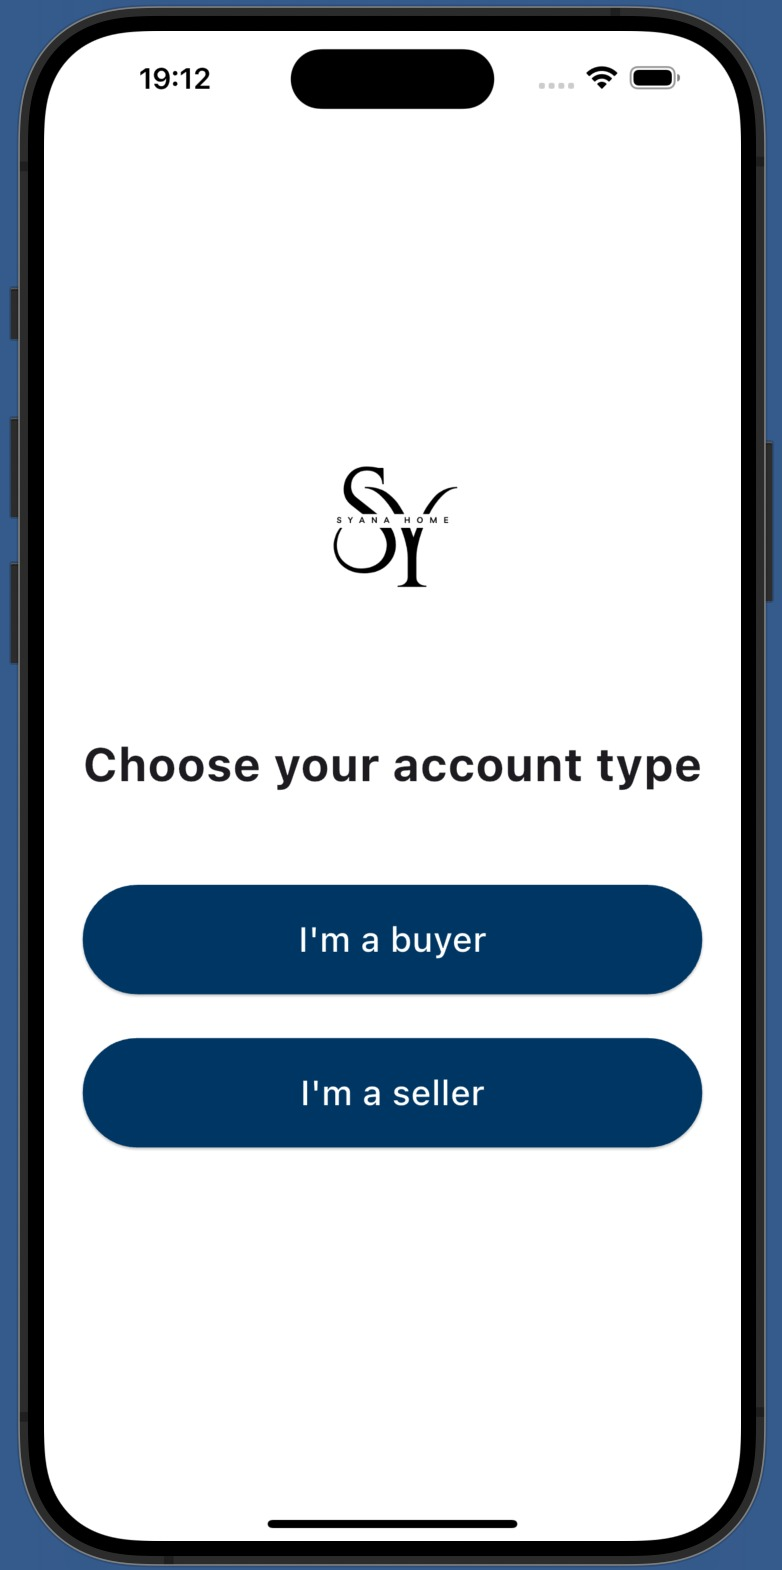 19:12
SY
SYANA HOME
Choose your account type
I'm a buyer
I'm a seller